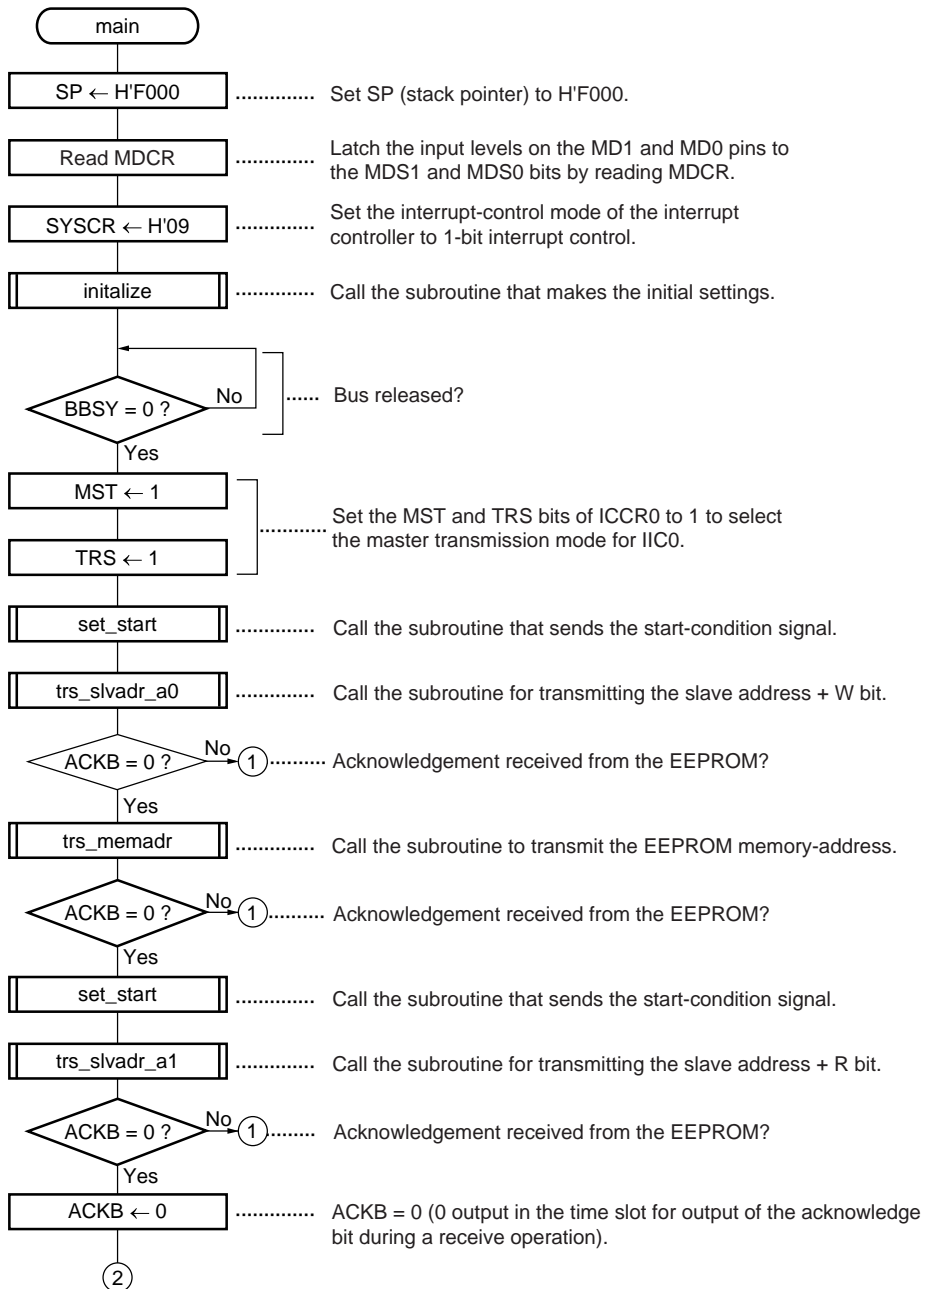 main
SP ← H'F000 .............. Set SP (stack pointer) to H'F000.
Read MDCR .............. Latch the input levels on the MD1 and MD0 pins to
the MDS1 and MDS0 bits by reading MDCR.
SYSCR ← H'09 .............. Set the interrupt-control mode of the interrupt
controller to 1-bit interrupt control.
initalize .............. Call the subroutine that makes the initial settings.
BBSY = 0 ? No ...... Bus released?
Yes
MST ← 1
............ Set the MST and TRS bits of ICCR0 to 1 to select
the master transmission mode for IIC0.
TRS ← 1
set_start .............. Call the subroutine that sends the start-condition signal.
trs_slvadr_a0 .............. Call the subroutine for transmitting the slave address + W bit.
ACKB = 0 ? No 1 .......... Acknowledgement received from the EEPROM?
Yes
trs_memadr .............. Call the subroutine to transmit the EEPROM memory-address.
ACKB = 0 ? No 1 .......... Acknowledgement received from the EEPROM?
Yes
set_start .............. Call the subroutine that sends the start-condition signal.
trs_slvadr_a1 .............. Call the subroutine for transmitting the slave address + R bit.
ACKB = 0 ? No 1 ......... Acknowledgement received from the EEPROM?
Yes
ACKB ← 0 .............. ACKB = 0 (0 output in the time slot for output of the acknowledge
bit during a receive operation).
2